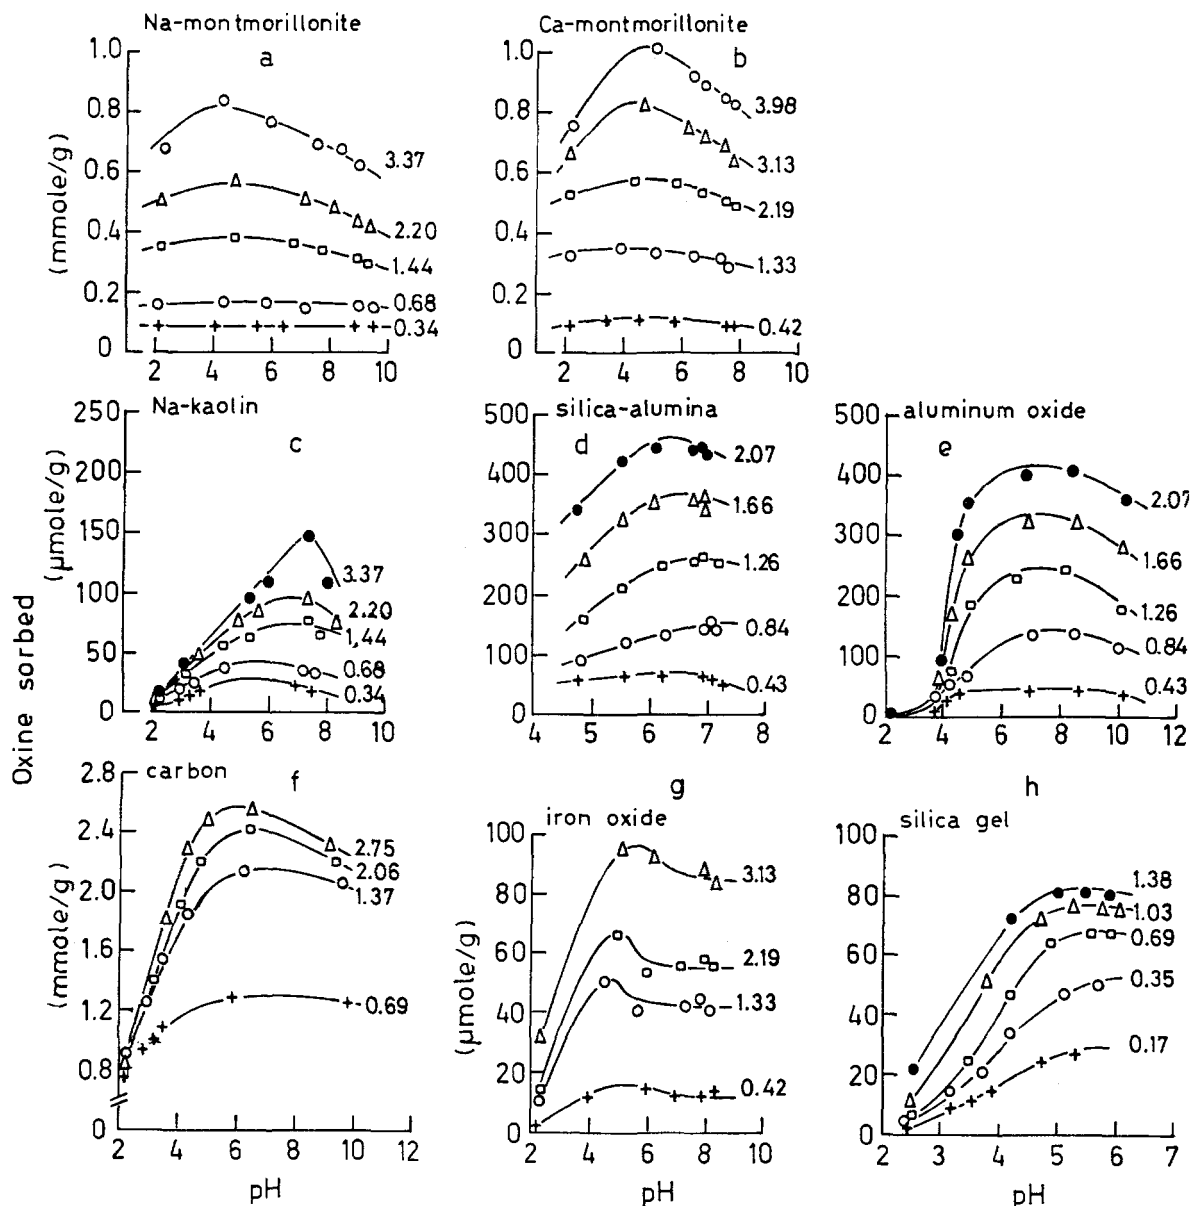 Na-montmorillonite
a
1.0
0.8
0.6
0.4
0.2
0
(mmole/g)
3.37
2.20
1.44
0.68
0.34
2 4 6 8 10
Ca-montmorillonite
b
1.0
0.8
0.6
0.4
0.2
0
3.98
3.13
2.19
1.33
0.42
2 4 6 8 10
Oxine sorbed
Na-kaolin
c
250
200
150
100
50
0
(µmole/g)
3.37
2.20
1.44
0.68
0.34
2 4 6 8 10
silica-alumina
d
500
400
300
200
100
0
2.07
1.66
1.26
0.84
0.43
4 5 6 7 8
aluminum oxide
e
500
400
300
200
100
0
2.07
1.66
1.26
0.84
0.43
2 4 6 8 10 12
carbon
f
2.8
2.4
2.0
1.6
1.2
0.8
0
(mmole/g)
2.75
2.06
1.37
0.69
2 4 6 8 10 12
pH
g
iron oxide
100
80
60
40
20
0
(µmole/g)
3.13
2.19
1.33
0.42
2 4 6 8 10
pH
h
silica gel
100
80
60
40
20
0
1.38
1.03
0.69
0.35
0.17
2 3 4 5 6 7
pH